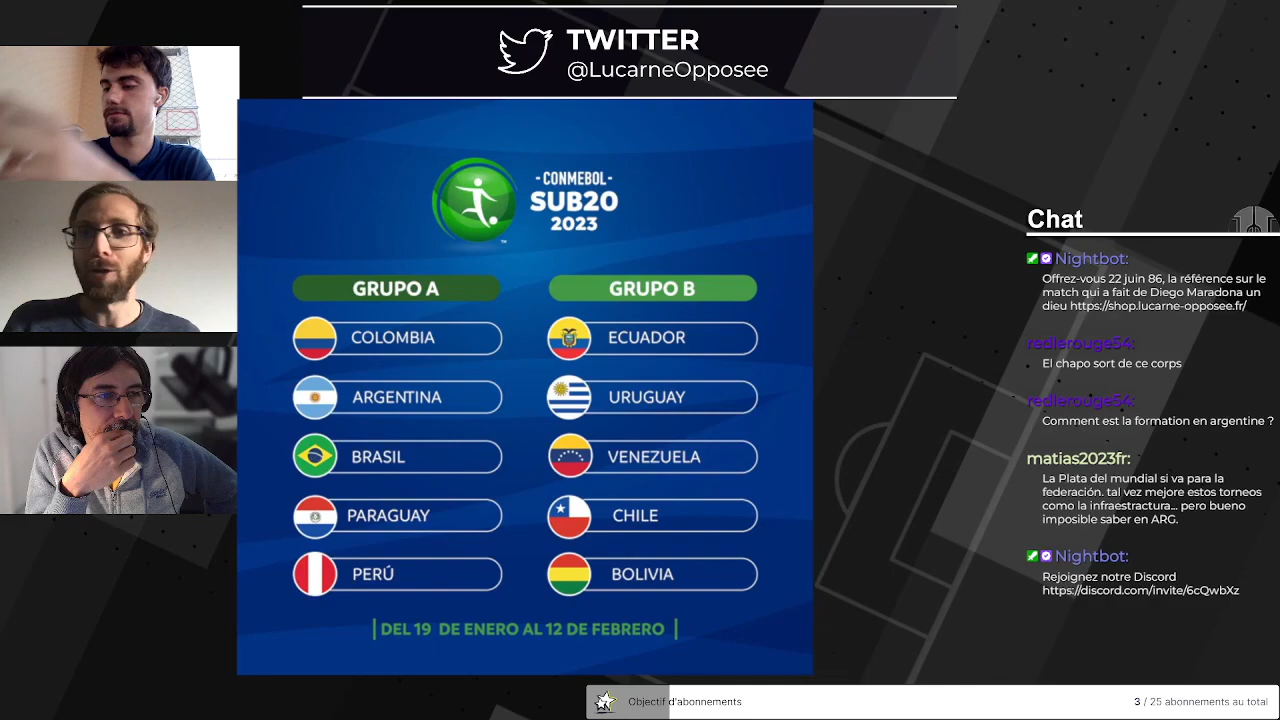 TWITTER
@LucarneOpposee
- CONMEBOL -
SUB20
2023
TM
GRUPO A
COLOMBIA
ARGENTINA
BRASIL
PARAGUAY
PERÚ
GRUPO B
ECUADOR
URUGUAY
VENEZUELA
CHILE
BOLIVIA
| DEL 19 DE ENERO AL 12 DE FEBRERO |
Chat
Nightbot:
Offrez-vous 22 juin 86, la référence sur le
match qui a fait de Diego Maradona un
dieu https://shop.lucarne-opposee.fr/
redlerouge54:
El chapo sort de ce corps
redlerouge54:
Comment est la formation en argentine ?
matias2023fr:
La Plata del mundial si va para la
federación. tal vez mejore estos torneos
como la infraestractura... pero bueno
imposible saber en ARG.
Nightbot:
Rejoignez notre Discord
https://discord.com/invite/6cQwbXz
Objectif d'abonnements
3 / 25 abonnements au total